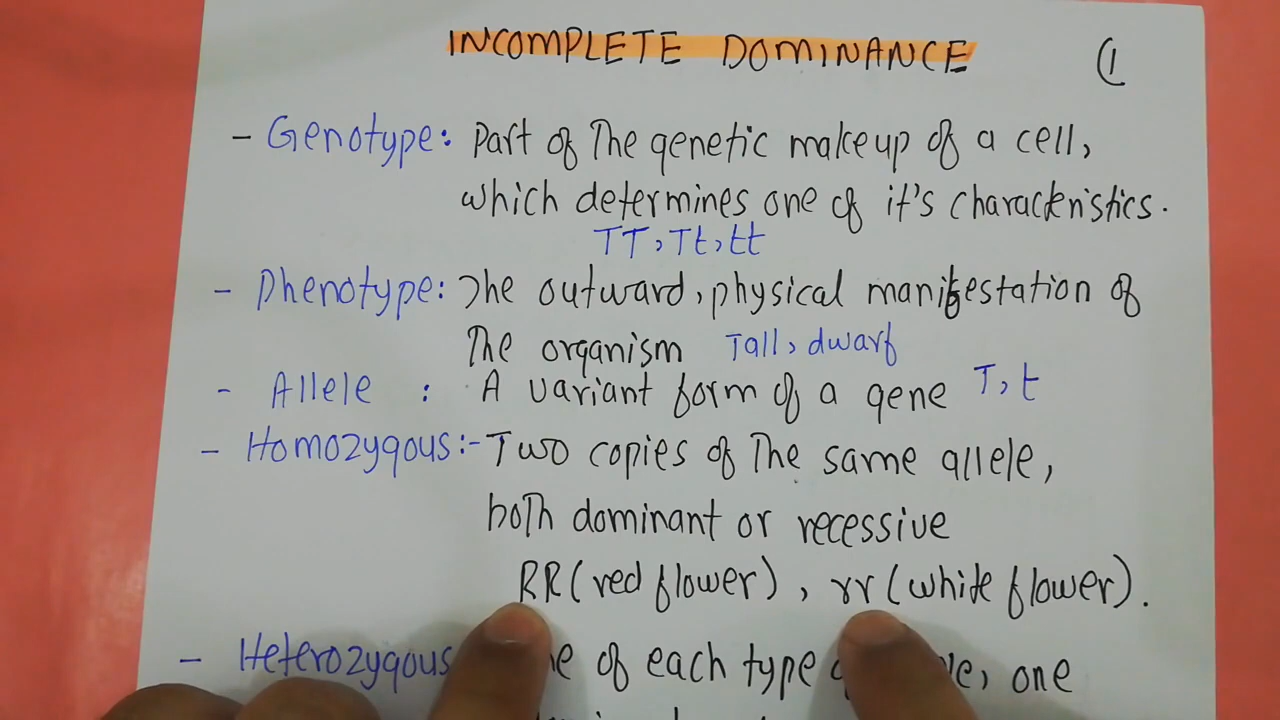 INCOMPLETE DOMINANCE
(1
- Genotype: Part of The genetic makeup of a cell,
which determines one of it's characteristics.
TT, Tt, tt
- Phenotype: The outward, physical manifestation of
The organism Tall, dwarf
- Allele : A variant form of a gene T, t
- Homozygous:- Two copies of The same allele,
both dominant or recessive
RR (red flower), rr (white flower).
- Heterozygous of each type one